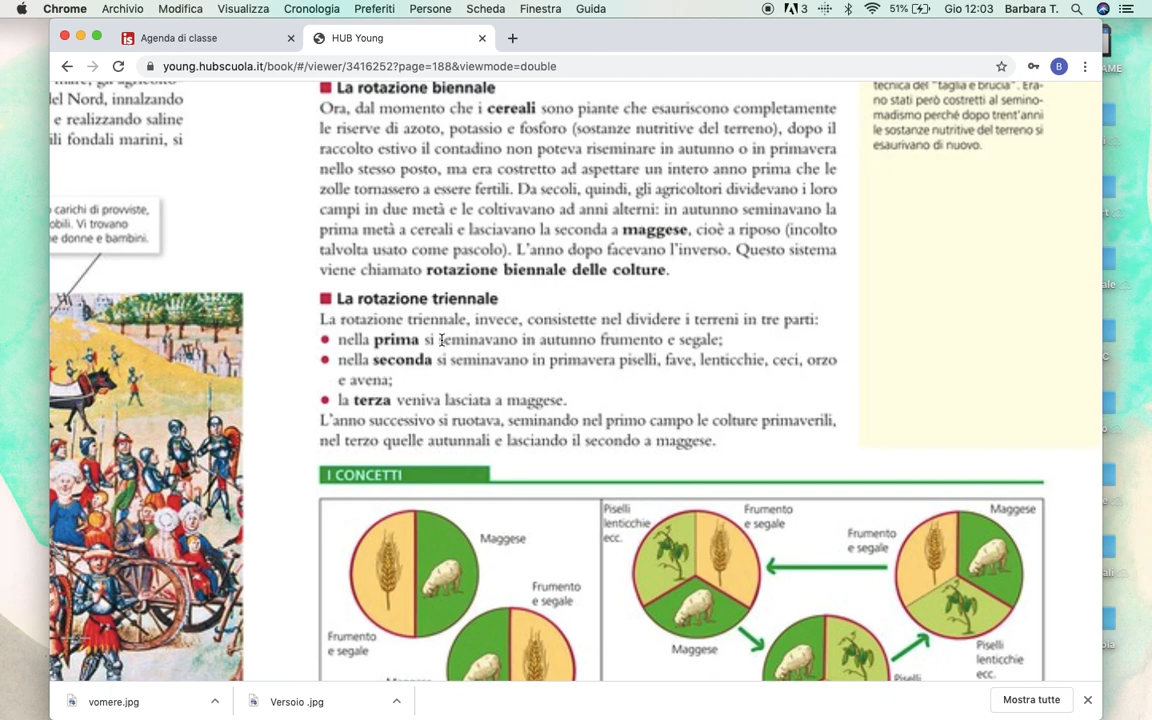 Chrome Archivio Modifica Visualizza Cronologia Preferiti Persone Scheda Finestra Guida 3 51% Gio 12:03 Barbara T.
Agenda di classe
HUB Young
young.hubscuola.it/book/#/viewer/3416252?page=188&viewmode=double
B
del Nord, innalzando
e realizzando saline
ili fondali marini, si
carichi di provviste,
obili. Vi trovano
e donne e bambini.
La rotazione biennale
Ora, dal momento che i cereali sono piante che esauriscono completamente
le riserve di azoto, potassio e fosforo (sostanze nutritive del terreno), dopo il
raccolto estivo il contadino non poteva riseminare in autunno o in primavera
nello stesso posto, ma era costretto ad aspettare un intero anno prima che le
zolle tornassero a essere fertili. Da secoli, quindi, gli agricoltori dividevano i loro
campi in due metà e le coltivavano ad anni alterni: in autunno seminavano la
prima metà a cereali e lasciavano la seconda a maggese, cioè a riposo (incolto
talvolta usato come pascolo). L'anno dopo facevano l'inverso. Questo sistema
viene chiamato rotazione biennale delle colture.
La rotazione triennale
La rotazione triennale, invece, consistette nel dividere i terreni in tre parti:
nella prima si seminavano in autunno frumento e segale;
nella seconda si seminavano in primavera piselli, fave, lenticchie, ceci, orzo
e avena;
la terza veniva lasciata a maggese.
L'anno successivo si ruotava, seminando nel primo campo le colture primaverili,
nel terzo quelle autunnali e lasciando il secondo a maggese.
tecnica del "taglia e brucia". Era-
no stati però costretti al semino-
madismo perché dopo trent'anni
le sostanze nutritive del terreno si
esaurivano di nuovo.
I CONCETTI
Maggese
Frumento
e segale
Frumento
e segale
Piselli
lenticchie
ecc.
Frumento
e segale
Maggese
Frumento
e segale
Maggese
Piselli
lenticchie
ecc.
vomere.jpg
Versoio .jpg
Mostra tutte